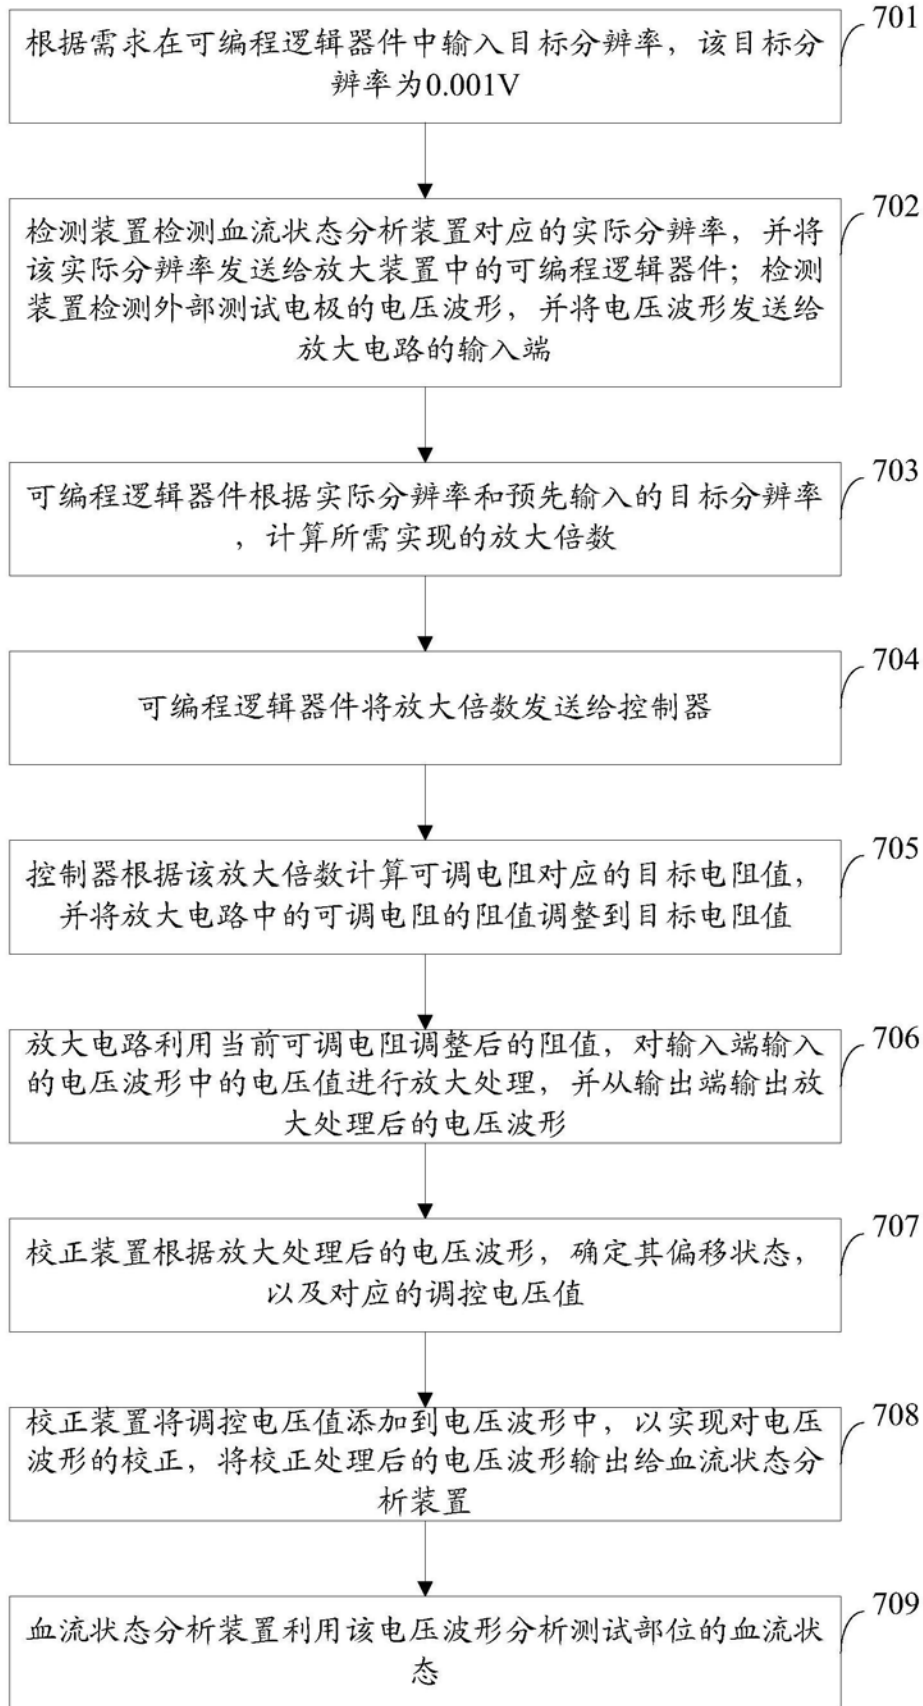 701
根据需求在可编程逻辑器件中输入目标分辨率，该目标分
辨率为0.001V
702
检测装置检测血流状态分析装置对应的实际分辨率，并将
该实际分辨率发送给放大装置中的可编程逻辑器件；检测
装置检测外部测试电极的电压波形，并将电压波形发送给
放大电路的输入端
703
可编程逻辑器件根据实际分辨率和预先输入的目标分辨率
，计算所需实现的放大倍数
704
可编程逻辑器件将放大倍数发送给控制器
705
控制器根据该放大倍数计算可调电阻对应的目标电阻值，
并将放大电路中的可调电阻的阻值调整到目标电阻值
706
放大电路利用当前可调电阻调整后的阻值，对输入端输入
的电压波形中的电压值进行放大处理，并从输出端输出放
大处理后的电压波形
707
校正装置根据放大处理后的电压波形，确定其偏移状态，
以及对应的调控电压值
708
校正装置将调控电压值添加到电压波形中，以实现对电压
波形的校正，将校正处理后的电压波形输出给血流状态分
析装置
709
血流状态分析装置利用该电压波形分析测试部位的血流状
态